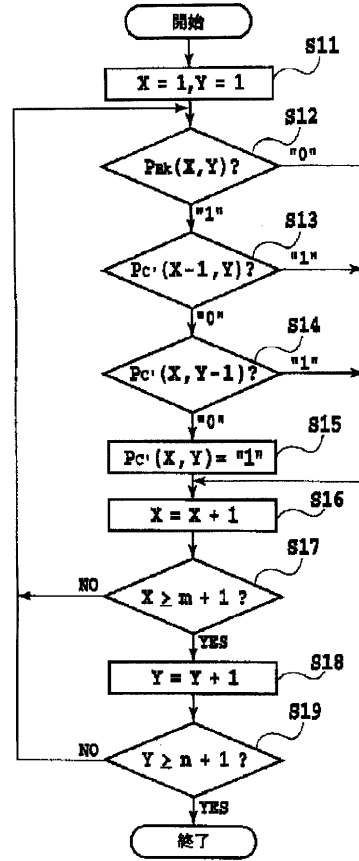 開始
S11
X = 1,Y = 1
S12
PBk(X,Y)?
"0"
"1"
S13
PC'(X-1,Y)?
"1"
"0"
S14
PC'(X,Y-1)?
"1"
"0"
S15
PC'(X,Y)= "1"
S16
X = X + 1
S17
NO
X ≥ m + 1 ?
YES
S18
Y = Y + 1
S19
NO
Y ≥ n + 1 ?
YES
終了